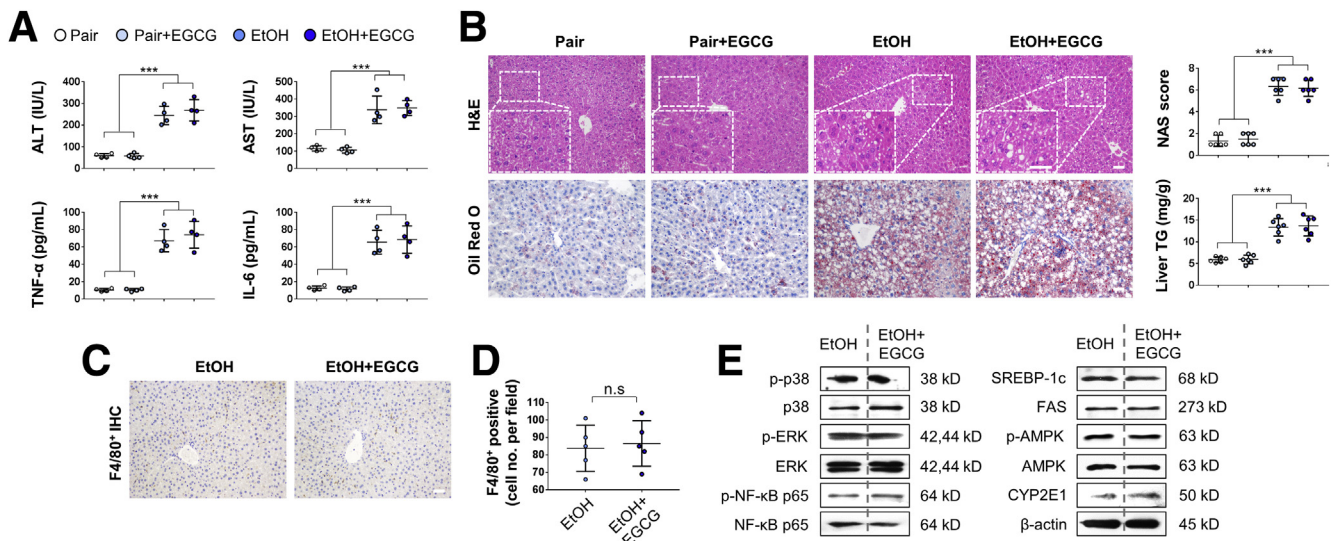 A
Pair Pair+EGCG EtOH EtOH+EGCG
ALT (IU/L)
400
300
200
100
0
***
AST (IU/L)
500
400
300
200
100
0
***
TNF-α (pg/mL)
100
80
60
40
20
0
***
IL-6 (pg/mL)
100
80
60
40
20
0
***
B
Pair Pair+EGCG EtOH EtOH+EGCG
H&E
Oil Red O
NAS score
8
6
4
2
0
***
Liver TG (mg/g)
20
15
10
5
0
***
C
EtOH EtOH+EGCG
F4/80⁺ IHC
D
F4/80⁺ positive
(cell no. per field)
110
100
90
80
70
60
n.s
EtOH
EtOH+
EGCG
E
EtOH EtOH+
EGCG
p-p38 38 kD
p38 38 kD
p-ERK 42,44 kD
ERK 42,44 kD
p-NF-κB p65 64 kD
NF-κB p65 64 kD
EtOH EtOH+
EGCG
SREBP-1c 68 kD
FAS 273 kD
p-AMPK 63 kD
AMPK 63 kD
CYP2E1 50 kD
β-actin 45 kD